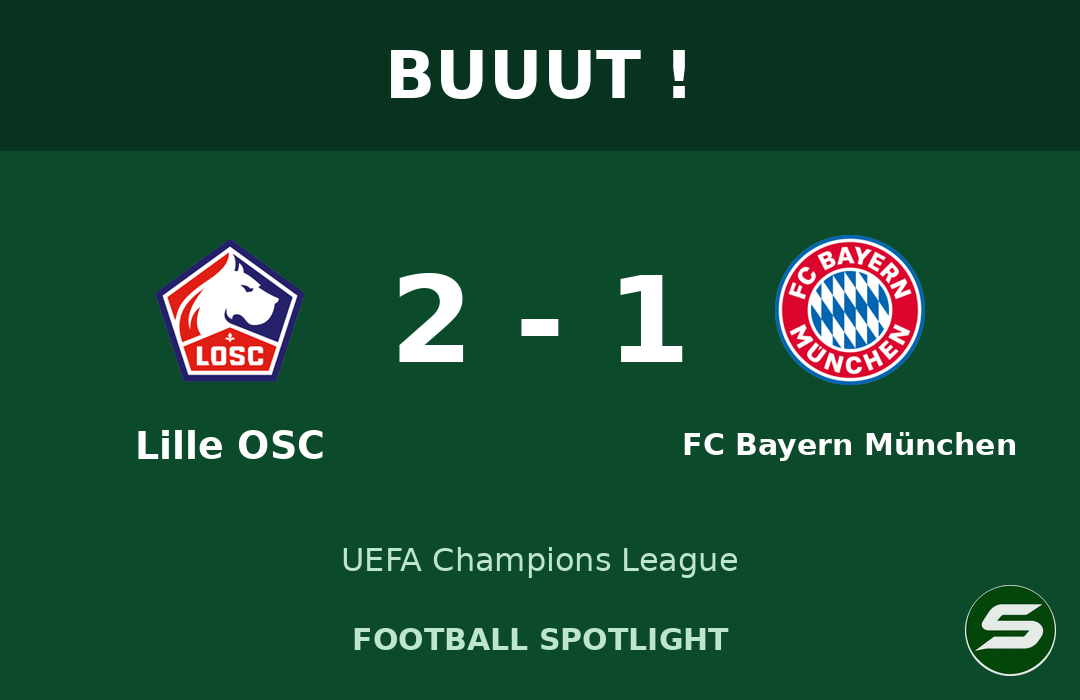 BUUUT !
LOSC
2 - 1
FC BAYERN
MÜNCHEN
Lille OSC
FC Bayern München
UEFA Champions League
FOOTBALL SPOTLIGHT
S